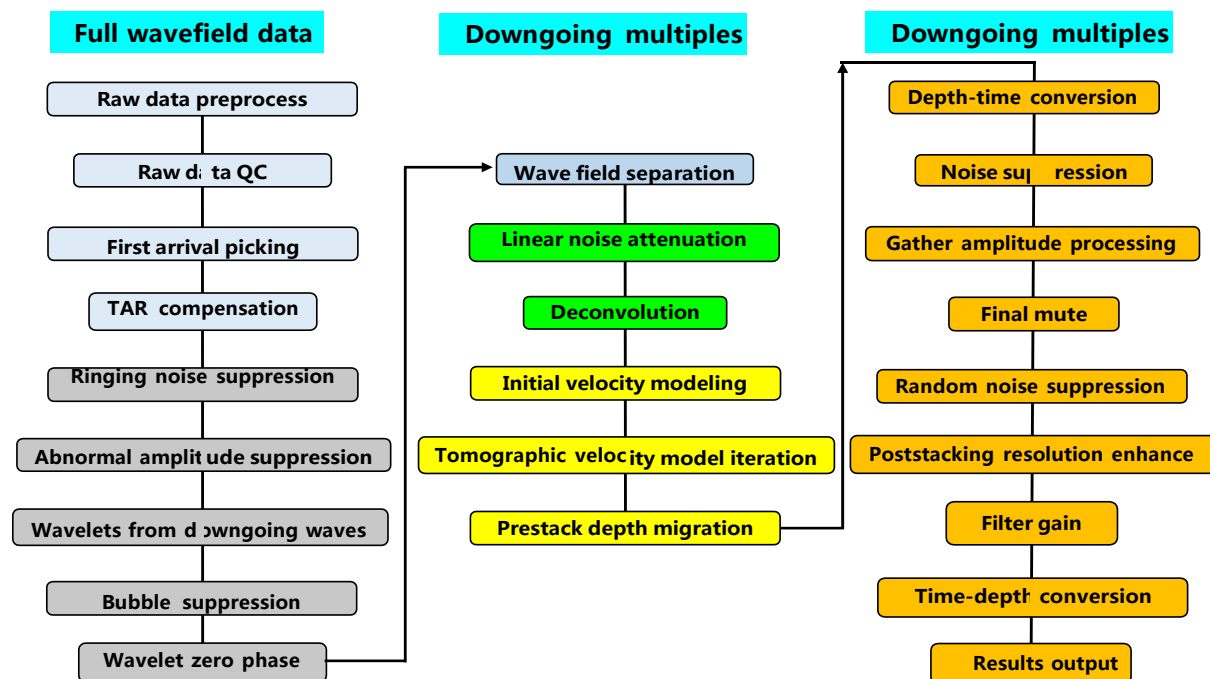 Full wavefield data
Raw data preprocess
Raw data QC
First arrival picking
TAR compensation
Ringing noise suppression
Abnormal amplitude suppression
Wavelets from downgoing waves
Bubble suppression
Wavelet zero phase
Downgoing multiples
Wave field separation
Linear noise attenuation
Deconvolution
Initial velocity modeling
Tomographic velocity model iteration
Prestack depth migration
Downgoing multiples
Depth-time conversion
Noise suppression
Gather amplitude processing
Final mute
Random noise suppression
Poststacking resolution enhance
Filter gain
Time-depth conversion
Results output